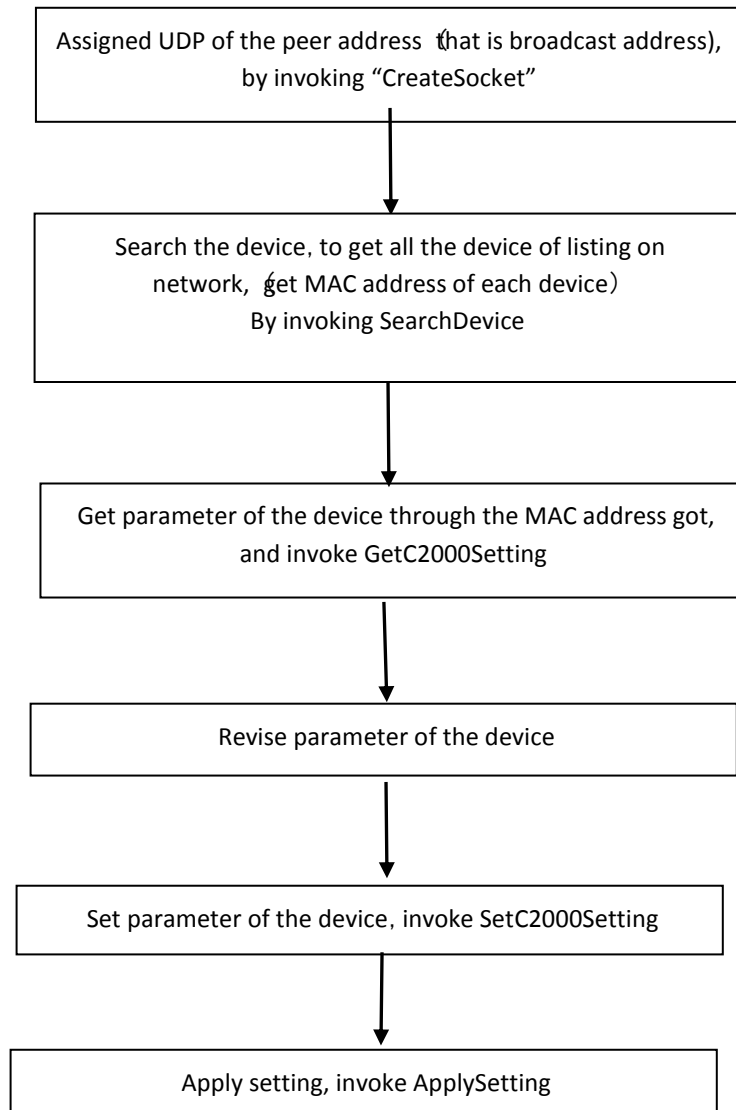 Assigned UDP of the peer address (that is broadcast address),
by invoking “CreateSocket”
Search the device, to get all the device of listing on
network, (get MAC address of each device)
By invoking SearchDevice
Get parameter of the device through the MAC address got,
and invoke GetC2000Setting
Revise parameter of the device
Set parameter of the device, invoke SetC2000Setting
Apply setting, invoke ApplySetting